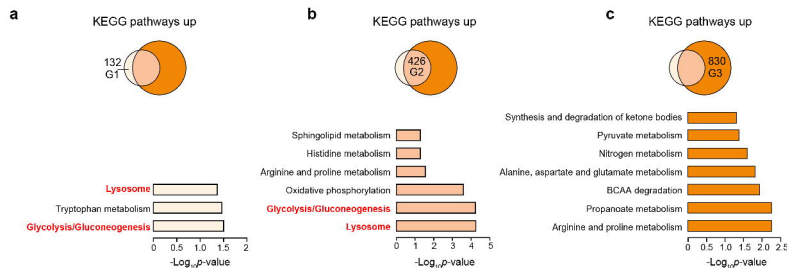 a
KEGG pathways up
132
G1
Lysosome
Tryptophan metabolism
Glycolysis/Gluconeogenesis
0 0.5 1 1.5 2
-Log10p-value
b
KEGG pathways up
426
G2
Sphingolipid metabolism
Histidine metabolism
Arginine and proline metabolism
Oxidative phosphorylation
Glycolysis/Gluconeogenesis
Lysosome
0 1 2 3 4 5
-Log10p-value
c
KEGG pathways up
830
G3
Synthesis and degradation of ketone bodies
Pyruvate metabolism
Nitrogen metabolism
Alanine, aspartate and glutamate metabolism
BCAA degradation
Propanoate metabolism
Arginine and proline metabolism
0 0.5 1 1.5 2.0 2.5
-Log10p-value